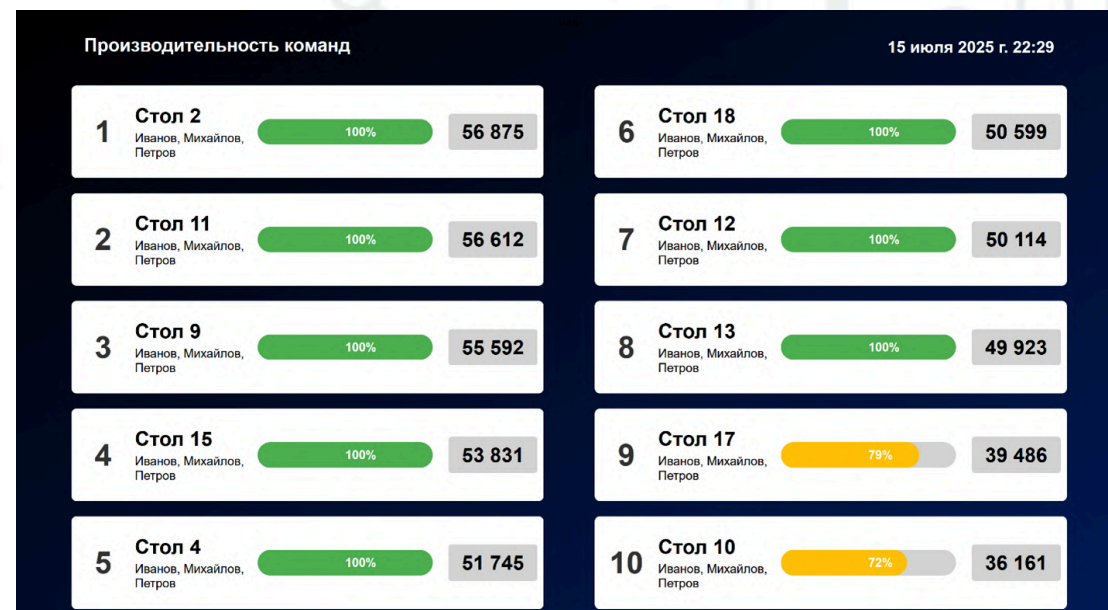 Производительность команд
15 июля 2025 г. 22:29
1
Стол 2
Иванов, Михайлов,
Петров
100%
56 875
2
Стол 11
Иванов, Михайлов,
Петров
100%
56 612
3
Стол 9
Иванов, Михайлов,
Петров
100%
55 592
4
Стол 15
Иванов, Михайлов,
Петров
100%
53 831
5
Стол 4
Иванов, Михайлов,
Петров
100%
51 745
6
Стол 18
Иванов, Михайлов,
Петров
100%
50 599
7
Стол 12
Иванов, Михайлов,
Петров
100%
50 114
8
Стол 13
Иванов, Михайлов,
Петров
100%
49 923
9
Стол 17
Иванов, Михайлов,
Петров
79%
39 486
10
Стол 10
Иванов, Михайлов,
Петров
72%
36 161